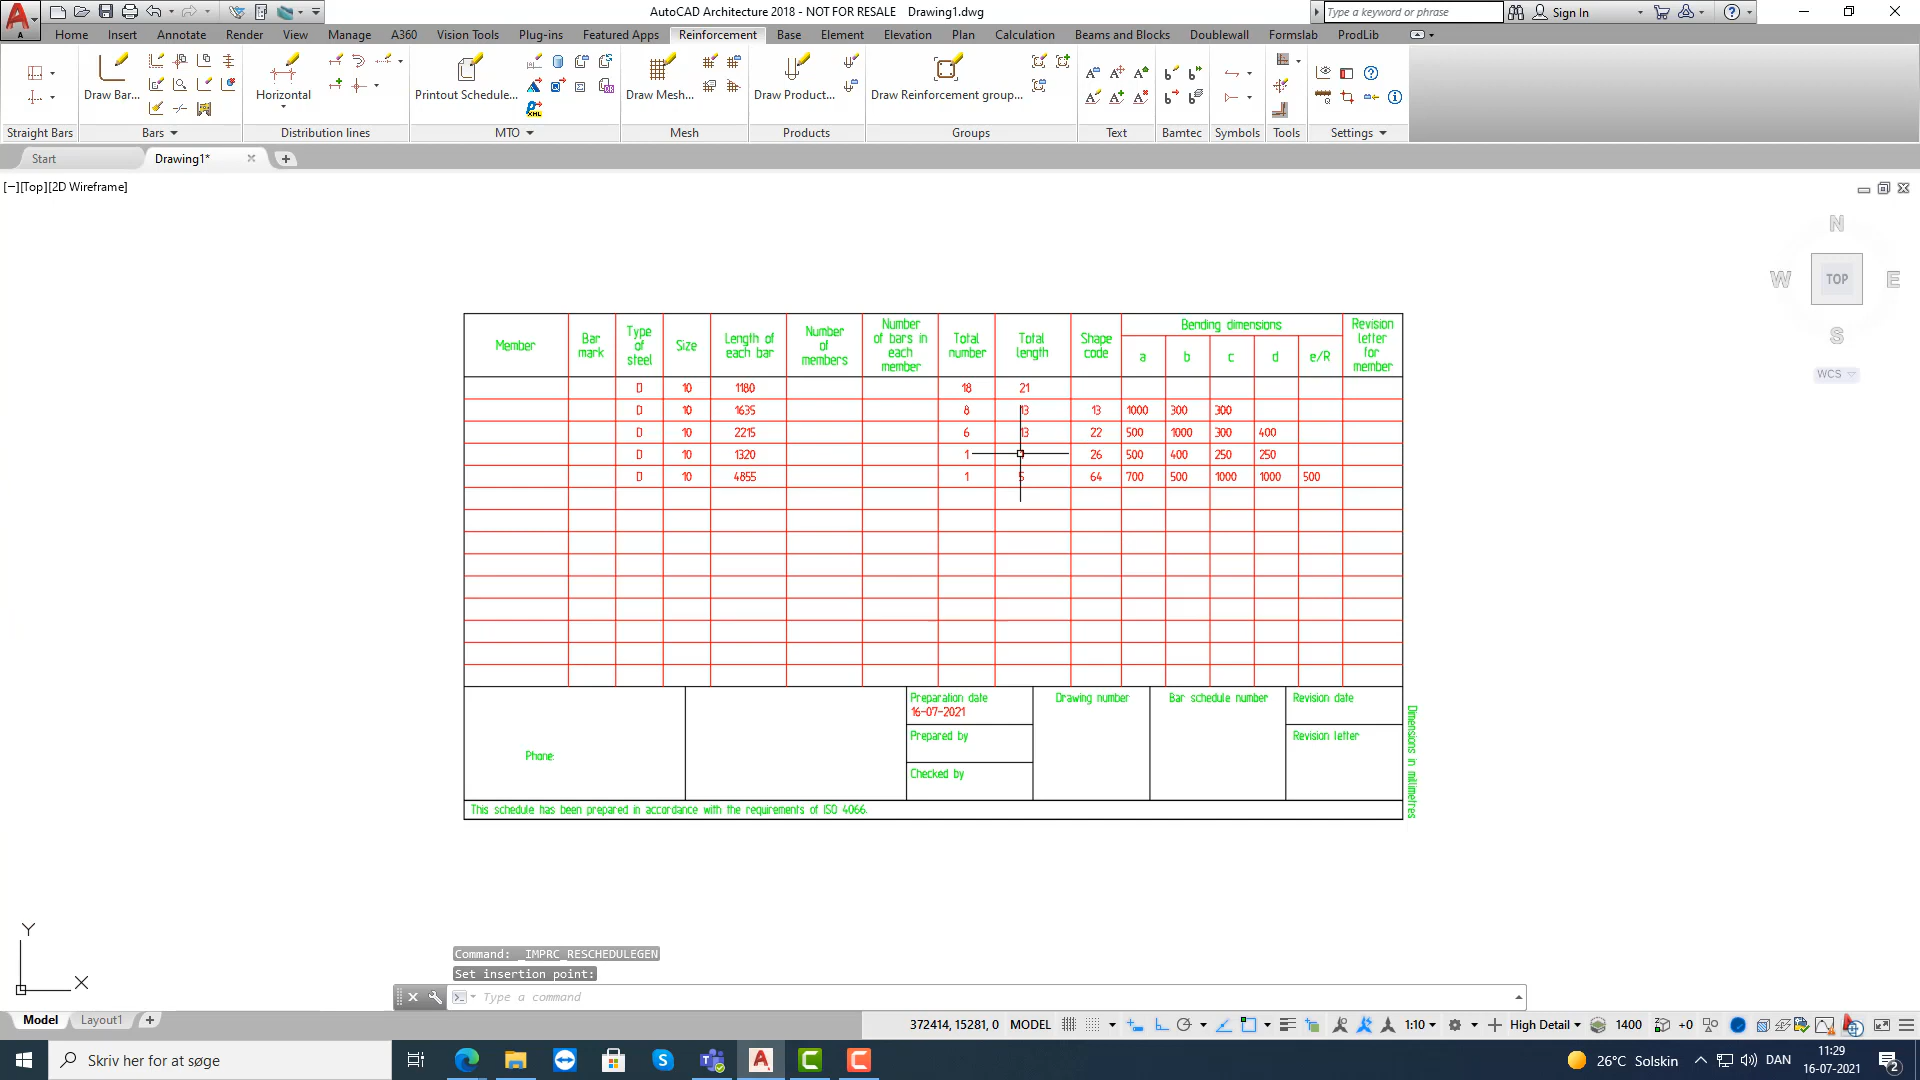 AutoCAD Architecture 2018 - NOT FOR RESALE Drawing1.dwg
Type a keyword or phrase
Sign In
Home Insert Annotate Render View Manage A360 Vision Tools Plug-ins Featured Apps Reinforcement Base Element Elevation Plan Calculation Beams and Blocks Doublewall Formslab ProdLib
Draw Bar... Horizontal Printout Schedule... Draw Mesh... Draw Product... Draw Reinforcement group...
Straight Bars Bars Distribution lines MTO Mesh Products Groups Text Bamtec Symbols Tools Settings
Start Drawing1*
[−][Top][2D Wireframe]
N
W TOP E
S
WCS
Member Bar mark Type of steel Size Length of each bar Number of members Number of bars in each member Total number Total length Shape code Bending dimensions a b c d e/R Revision letter for member
D 10 1180 18 21
D 10 1635 8 13 13 1000 300 300
D 10 2215 6 13 22 500 1000 300 400
D 10 1320 1 26 500 400 250 250
D 10 4855 1 5 64 700 500 1000 1000 500
Preparation date Drawing number Bar schedule number Revision date
16-07-2021
Prepared by Revision letter
Phone:
Checked by
This schedule has been prepared in accordance with the requirements of ISO 4066.
Dimensions in millimetres
Y
X
Command: _IMPRC_RESCHEDULEGEN
Set insertion point:
Type a command
Model Layout1
372414, 15281, 0 MODEL 1:10 High Detail 1400 +0
Skriv her for at søge
26°C Solskin DAN 11:29
16-07-2021
2